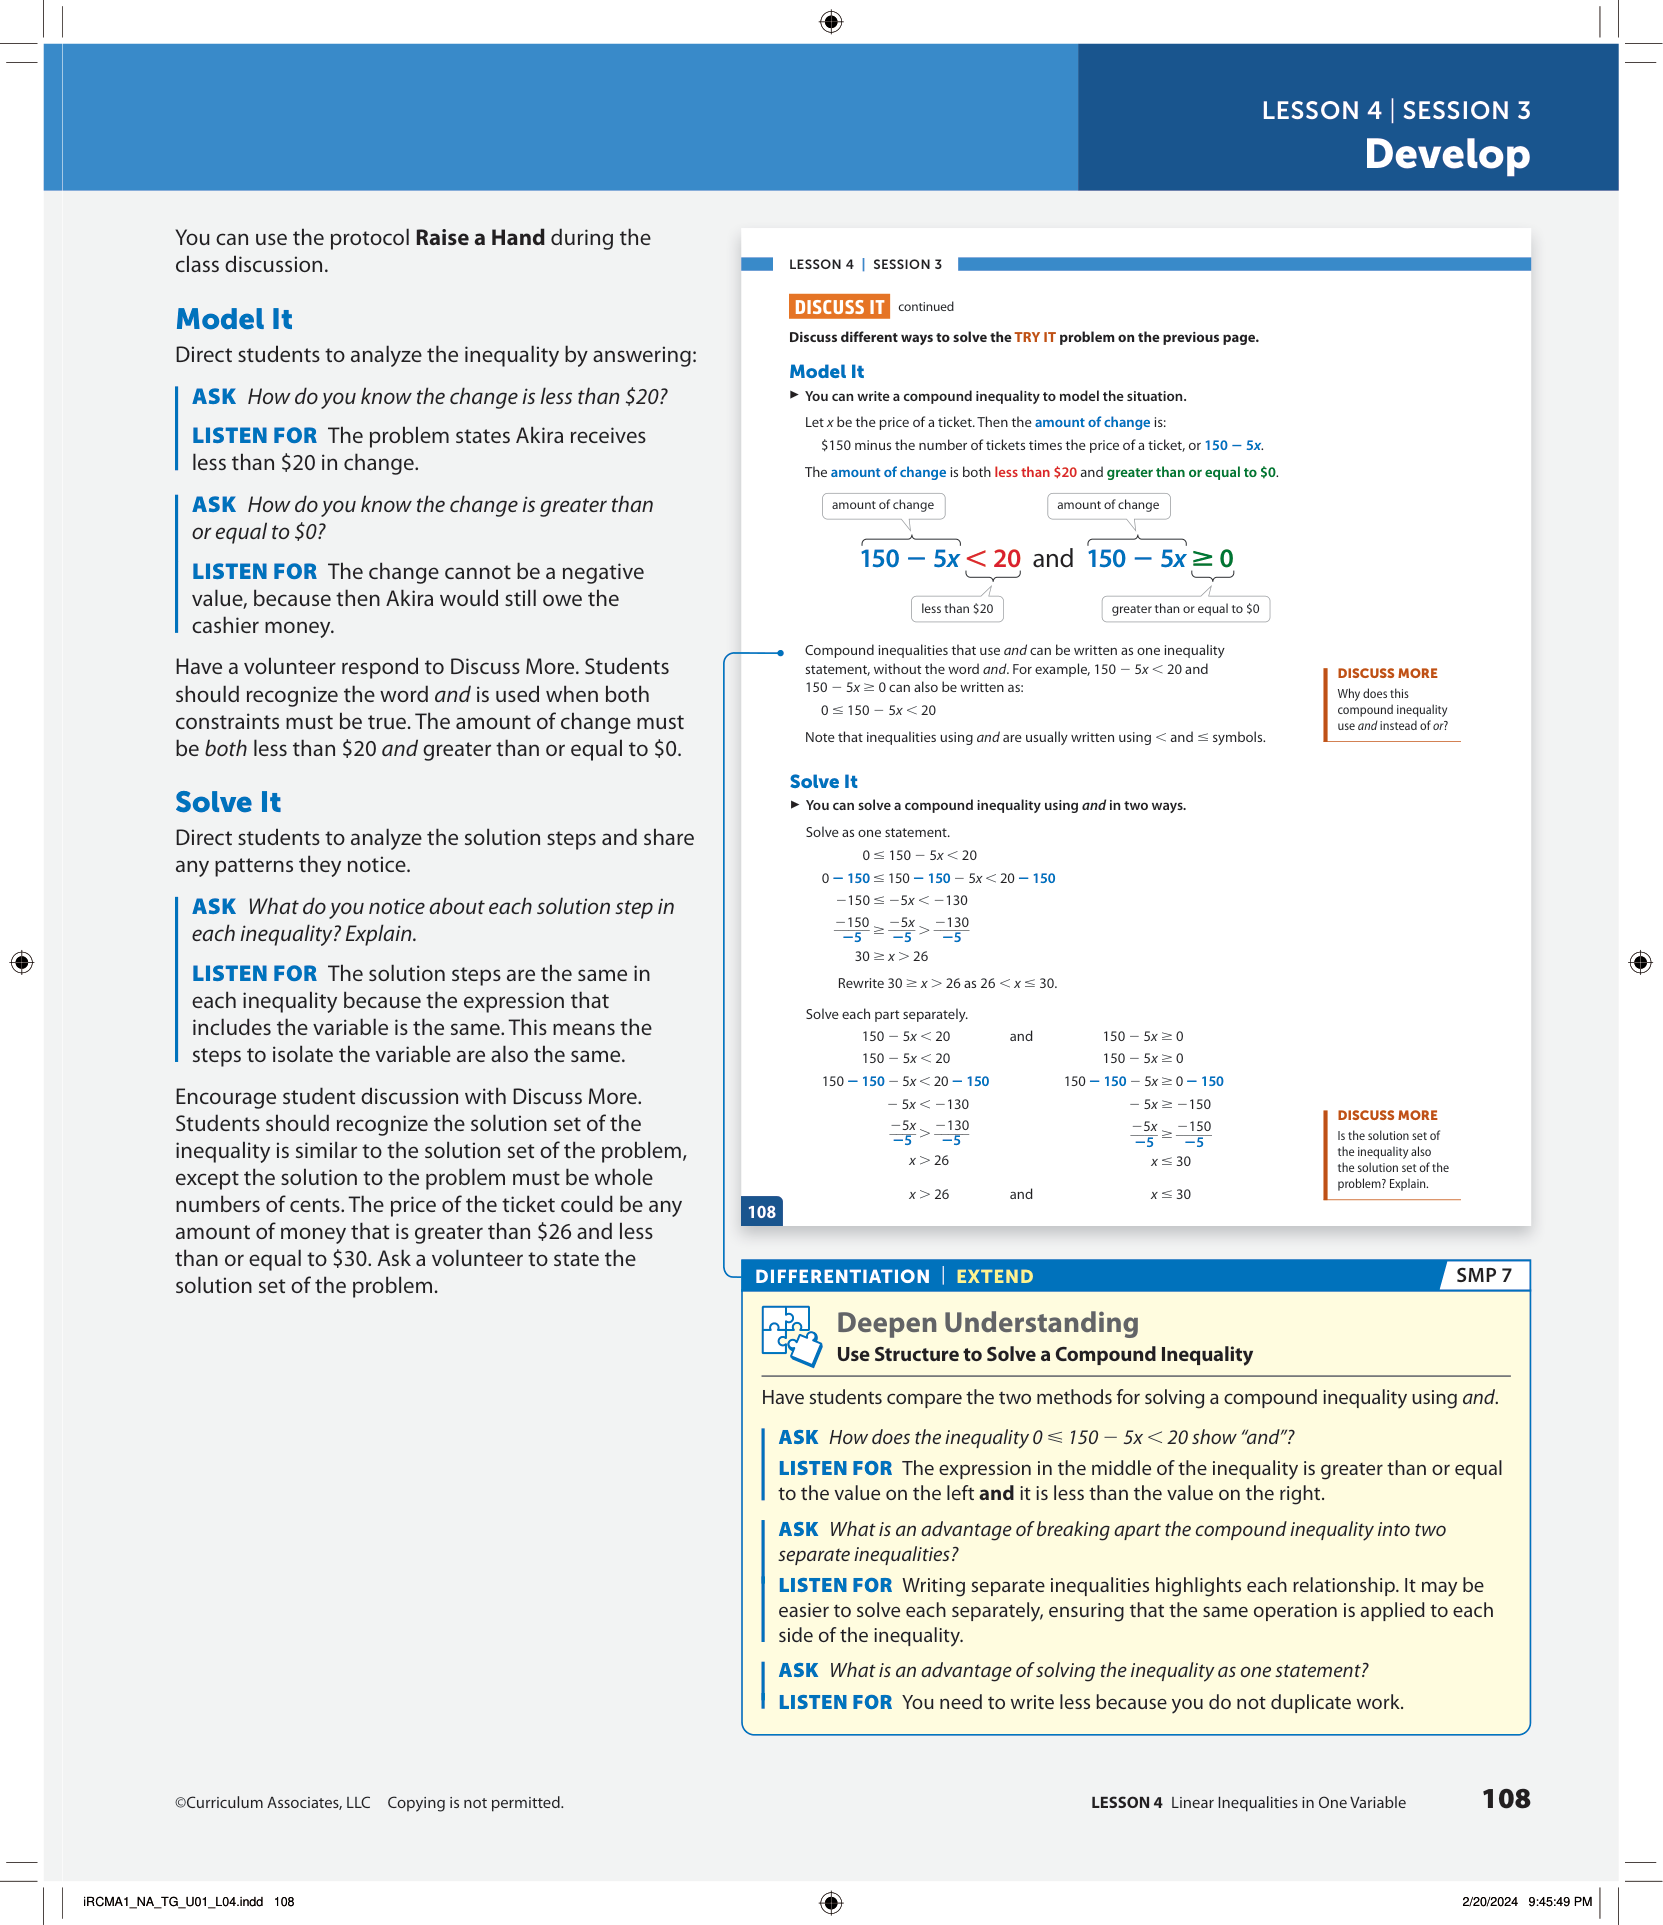 LESSON 4 | SESSION 3
Develop
You can use the protocol Raise a Hand during the
class discussion.
Model It
Direct students to analyze the inequality by answering:
ASK How do you know the change is less than $20?
LISTEN FOR The problem states Akira receives
less than $20 in change.
ASK How do you know the change is greater than
or equal to $0?
LISTEN FOR The change cannot be a negative
value, because then Akira would still owe the
cashier money.
Have a volunteer respond to Discuss More. Students
should recognize the word and is used when both
constraints must be true. The amount of change must
be both less than $20 and greater than or equal to $0.
Solve It
Direct students to analyze the solution steps and share
any patterns they notice.
ASK What do you notice about each solution step in
each inequality? Explain.
LISTEN FOR The solution steps are the same in
each inequality because the expression that
includes the variable is the same. This means the
steps to isolate the variable are also the same.
Encourage student discussion with Discuss More.
Students should recognize the solution set of the
inequality is similar to the solution set of the problem,
except the solution to the problem must be whole
numbers of cents. The price of the ticket could be any
amount of money that is greater than $26 and less
than or equal to $30. Ask a volunteer to state the
solution set of the problem.
LESSON 4 | SESSION 3
DISCUSS IT continued
Discuss different ways to solve the TRY IT problem on the previous page.
Model It
▶ You can write a compound inequality to model the situation.
Let x be the price of a ticket. Then the amount of change is:
$150 minus the number of tickets times the price of a ticket, or 150 − 5x.
The amount of change is both less than $20 and greater than or equal to $0.
amount of change amount of change
150 − 5x < 20 and 150 − 5x ≥ 0
less than $20 greater than or equal to $0
Compound inequalities that use and can be written as one inequality
statement, without the word and. For example, 150 − 5x < 20 and
150 − 5x ≥ 0 can also be written as:
0 ≤ 150 − 5x < 20
Note that inequalities using and are usually written using < and ≤ symbols.
DISCUSS MORE
Why does this
compound inequality
use and instead of or?
Solve It
▶ You can solve a compound inequality using and in two ways.
Solve as one statement.
0 ≤ 150 − 5x < 20
0 − 150 ≤ 150 − 150 − 5x < 20 − 150
−150 ≤ −5x < −130
−150/−5 ≥ −5x/−5 > −130/−5
30 ≥ x > 26
Rewrite 30 ≥ x > 26 as 26 < x ≤ 30.
Solve each part separately.
150 − 5x < 20 and 150 − 5x ≥ 0
150 − 5x < 20 150 − 5x ≥ 0
150 − 150 − 5x < 20 − 150 150 − 150 − 5x ≥ 0 − 150
− 5x < −130 − 5x ≥ −150
−5x/−5 > −130/−5 −5x/−5 ≥ −150/−5
x > 26 x ≤ 30
x > 26 and x ≤ 30
DISCUSS MORE
Is the solution set of
the inequality also
the solution set of the
problem? Explain.
108
DIFFERENTIATION | EXTEND SMP 7
Deepen Understanding
Use Structure to Solve a Compound Inequality
Have students compare the two methods for solving a compound inequality using and.
ASK How does the inequality 0 ≤ 150 − 5x < 20 show “and”?
LISTEN FOR The expression in the middle of the inequality is greater than or equal
to the value on the left and it is less than the value on the right.
ASK What is an advantage of breaking apart the compound inequality into two
separate inequalities?
LISTEN FOR Writing separate inequalities highlights each relationship. It may be
easier to solve each separately, ensuring that the same operation is applied to each
side of the inequality.
ASK What is an advantage of solving the inequality as one statement?
LISTEN FOR You need to write less because you do not duplicate work.
©Curriculum Associates, LLC Copying is not permitted.
LESSON 4 Linear Inequalities in One Variable 108
iRCMA1_NA_TG_U01_L04.indd 108
2/20/2024 9:45:49 PM